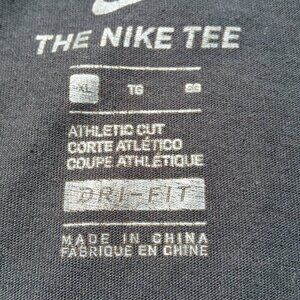 THE NIKE TEE
XL TG EG
ATHLETIC CUT
CORTE ATLÉTICO
COUPE ATHLÉTIQUE
DRI-FIT
MADE IN CHINA
FABRIQUÉ EN CHINE